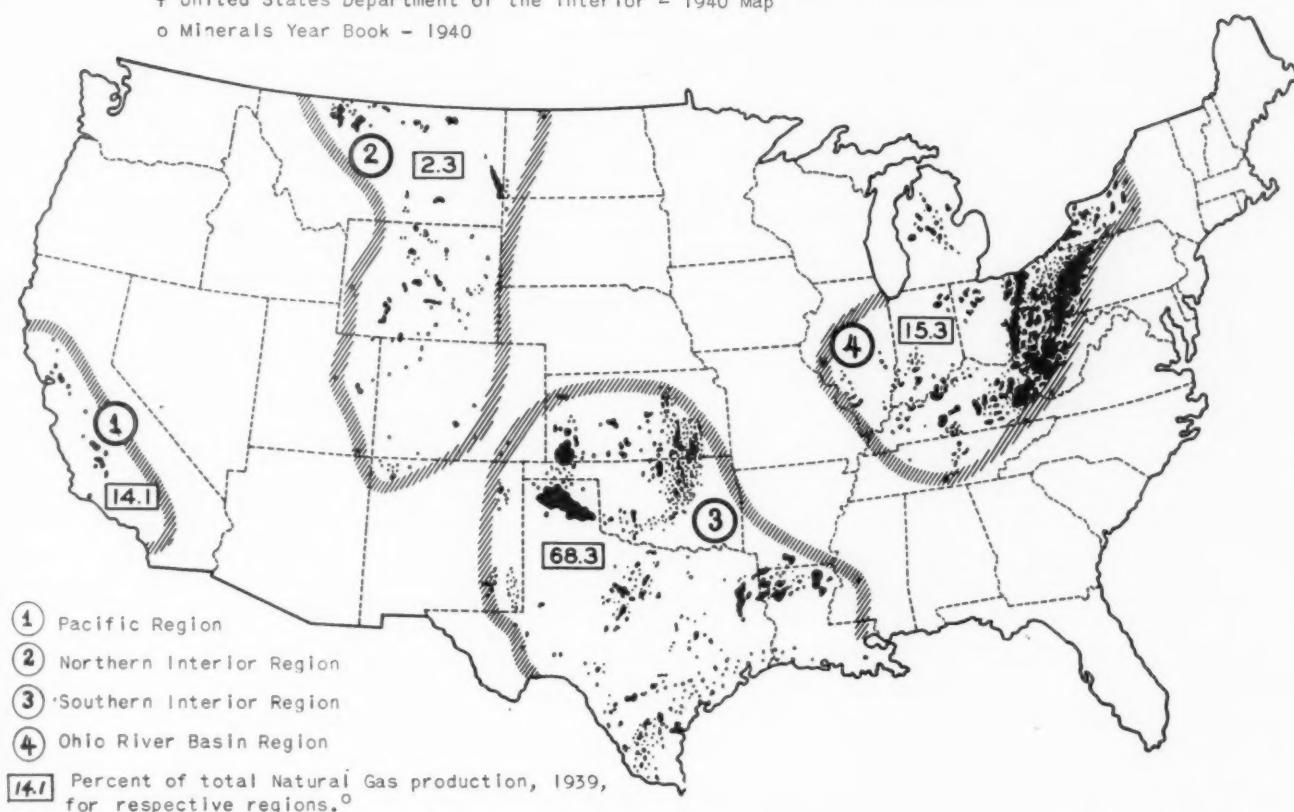 † United States Department of the Interior - 1940 Map
o Minerals Year Book - 1940
2
2.3
4
15.3
1
14.1
3
68.3
1 Pacific Region
2 Northern Interior Region
3 Southern Interior Region
4 Ohio River Basin Region
14.1 Percent of total Natural Gas production, 1939,
for respective regions.o